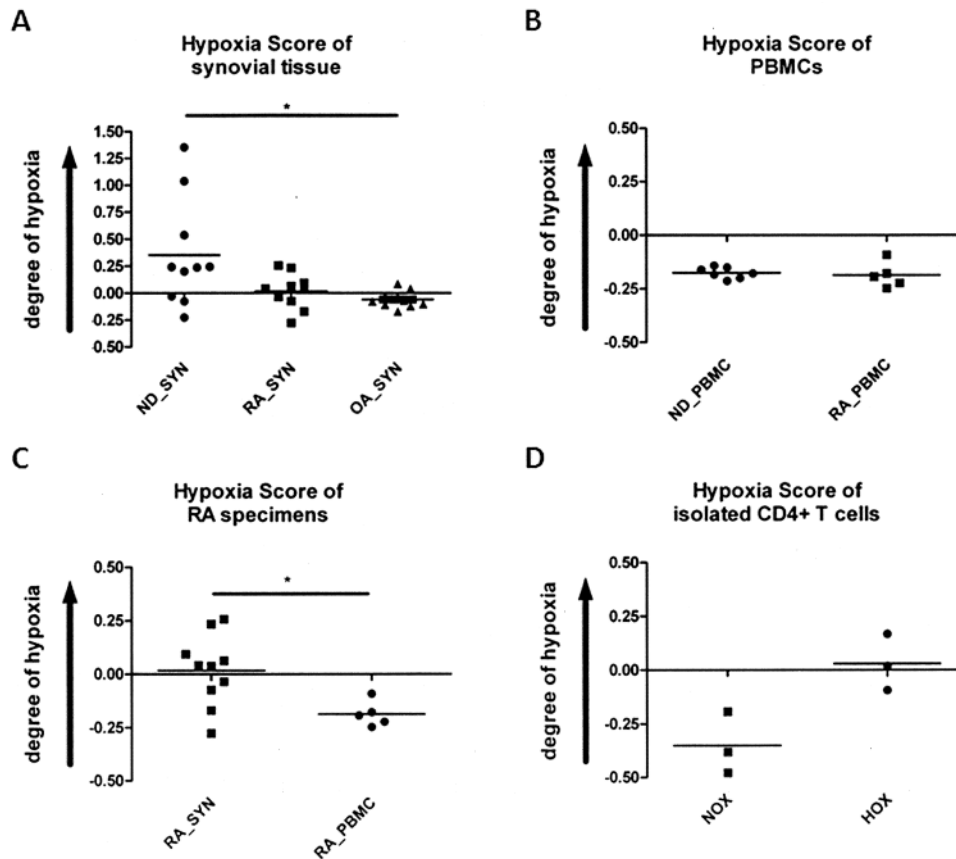 A
Hypoxia Score of
synovial tissue
*
degree of hypoxia
1.50
1.25
1.00
0.75
0.50
0.25
0.00
-0.25
-0.50
ND_SYN
RA_SYN
OA_SYN
B
Hypoxia Score of
PBMCs
degree of hypoxia
0.50
0.25
0.00
-0.25
-0.50
ND_PBMC
RA_PBMC
C
Hypoxia Score of
RA specimens
*
degree of hypoxia
0.50
0.25
0.00
-0.25
-0.50
RA_SYN
RA_PBMC
D
Hypoxia Score of
isolated CD4+ T cells
degree of hypoxia
0.50
0.25
0.00
-0.25
-0.50
NOX
HOX